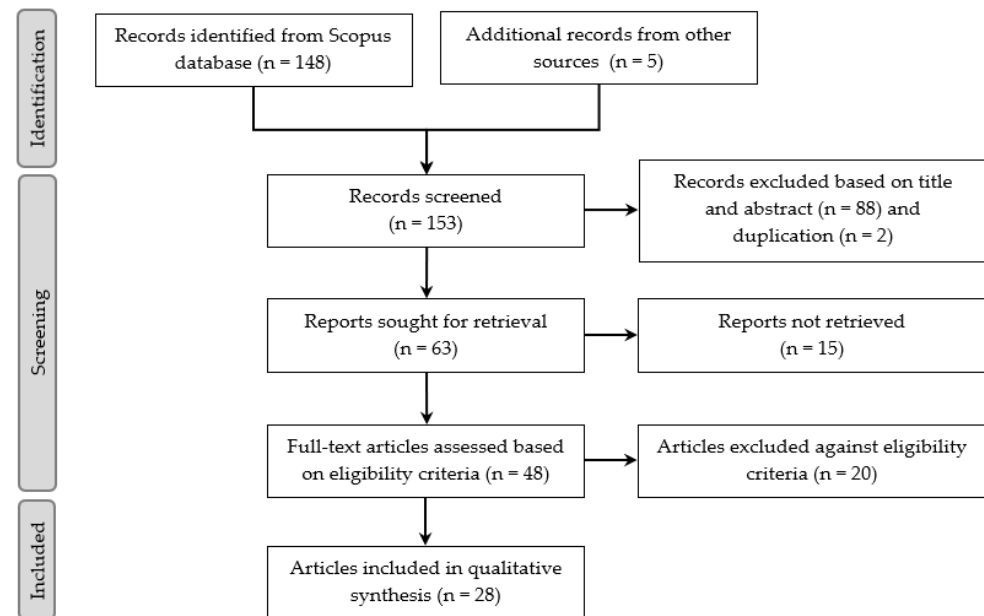 Identification
Records identified from Scopus
database (n = 148)
Additional records from other
sources (n = 5)
Screening
Records screened
(n = 153)
Records excluded based on title
and abstract (n = 88) and
duplication (n = 2)
Reports sought for retrieval
(n = 63)
Reports not retrieved
(n = 15)
Full-text articles assessed based
on eligibility criteria (n = 48)
Articles excluded against eligibility
criteria (n = 20)
Included
Articles included in qualitative
synthesis (n = 28)